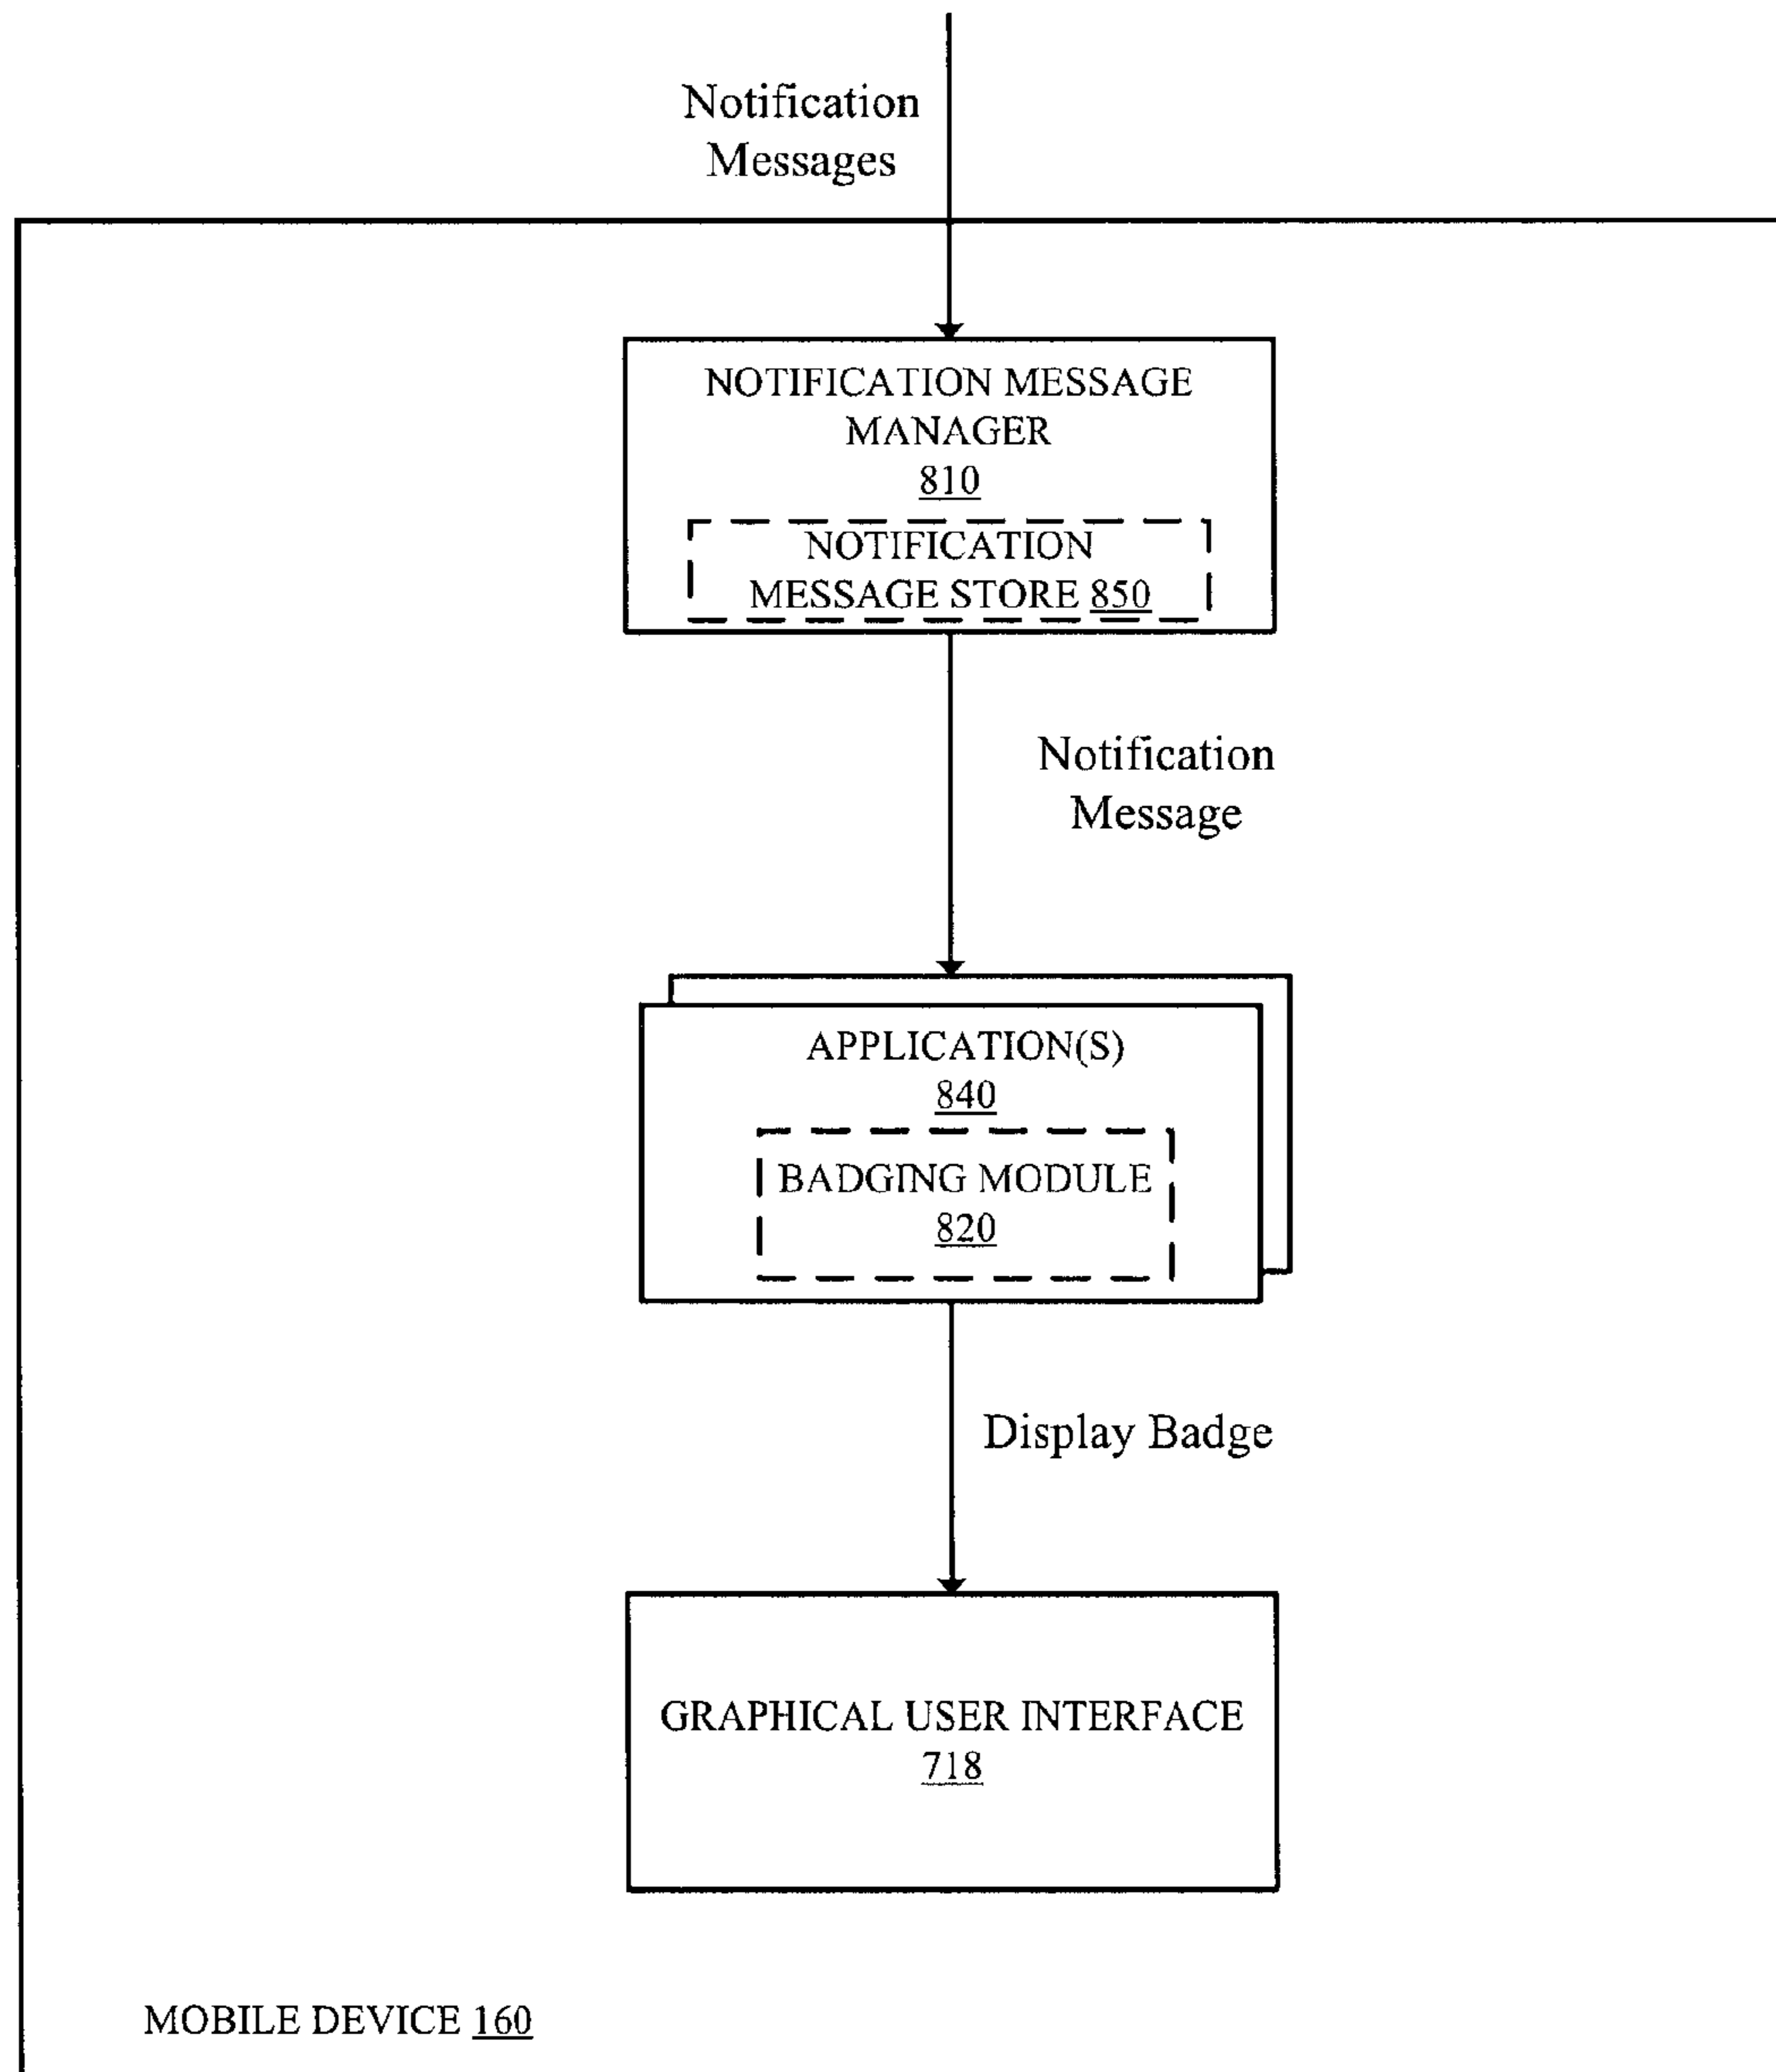 Notification
Messages
NOTIFICATION MESSAGE
MANAGER
810
NOTIFICATION
MESSAGE STORE 850
Notification
Message
APPLICATION(S)
840
BADGING MODULE
820
Display Badge
GRAPHICAL USER INTERFACE
718
MOBILE DEVICE 160